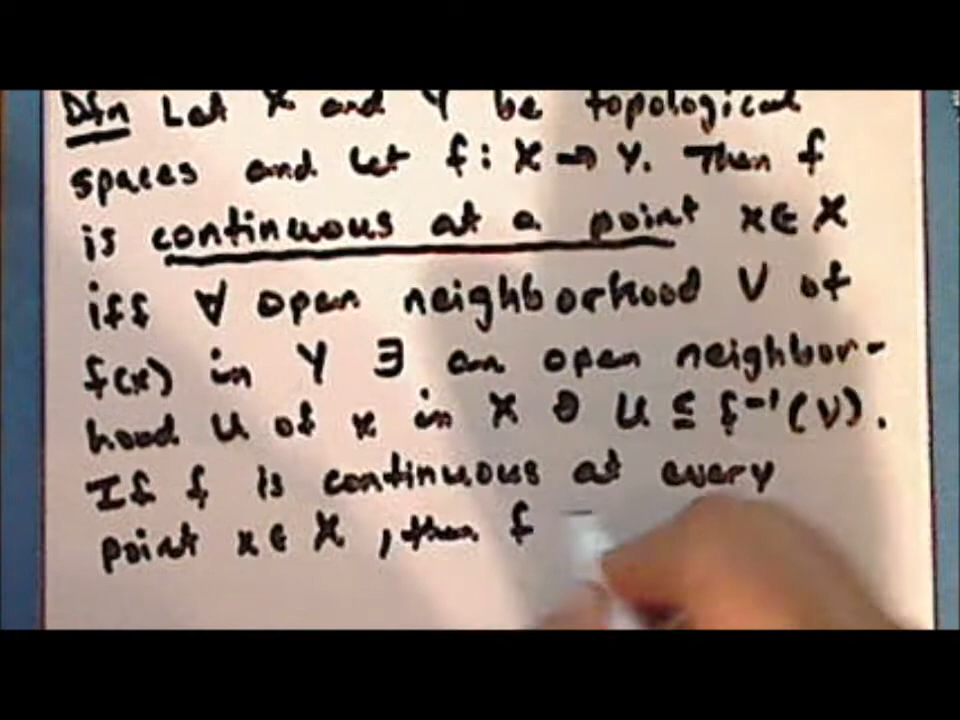 Dfn Let X and Y be topological
spaces and let f: X → Y. Then f
is continuous at a point x∈X
iff ∀ open neighborhood V of
f(x) in Y ∃ an open neighbor-
hood U of x in X ∋ U ⊆ f⁻¹(V).
If f is continuous at every
point x∈X, then f